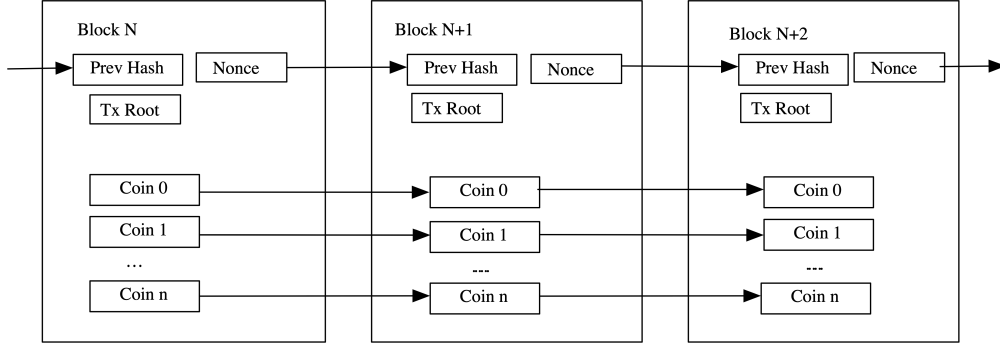 Block N
Prev Hash
Nonce
Tx Root
Coin 0
Coin 1
...
Coin n
Block N+1
Prev Hash
Nonce
Tx Root
Coin 0
Coin 1
---
Coin n
Block N+2
Prev Hash
Nonce
Tx Root
Coin 0
Coin 1
---
Coin n